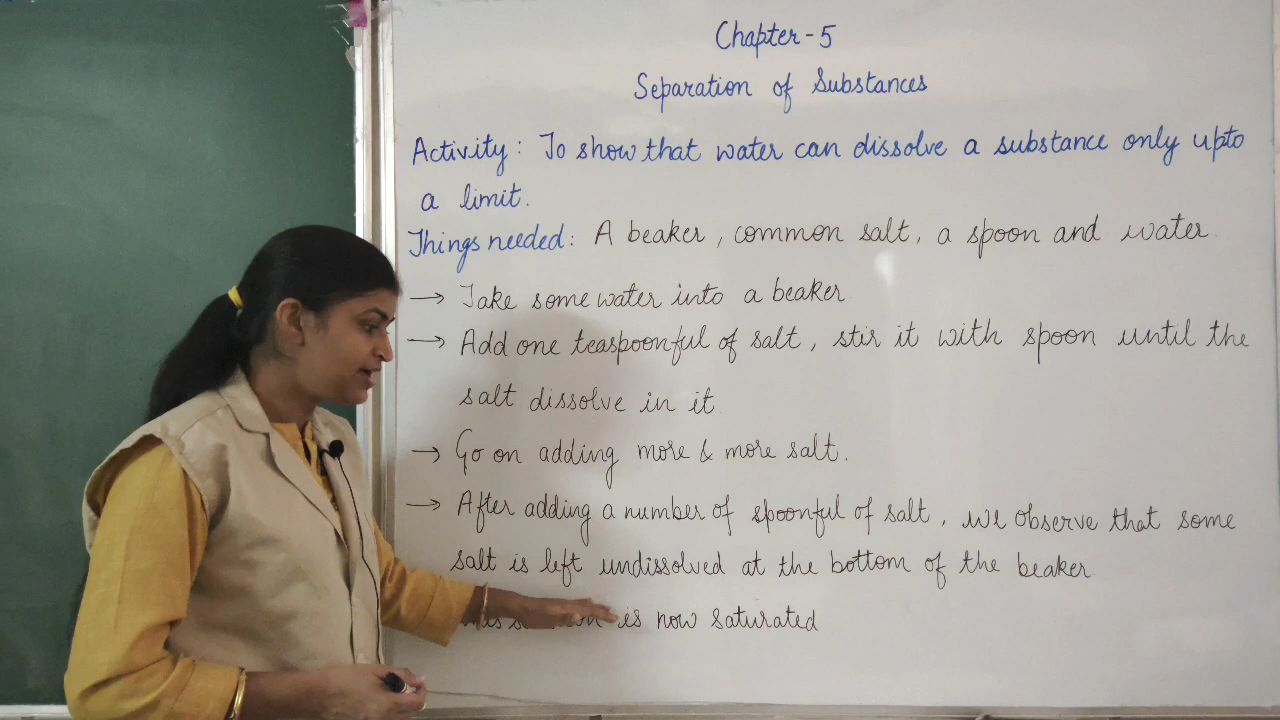 Chapter-5
Separation of Substances
Activity: To show that water can dissolve a substance only upto
a limit.
Things needed: A beaker, common salt, a spoon and water.
→ Take some water into a beaker
→ Add one teaspoonful of salt, stir it with spoon until the
salt dissolve in it
→ Go on adding more & more salt.
→ After adding a number of spoonful of salt, we observe that some
salt is left undissolved at the bottom of the beaker
is now saturated